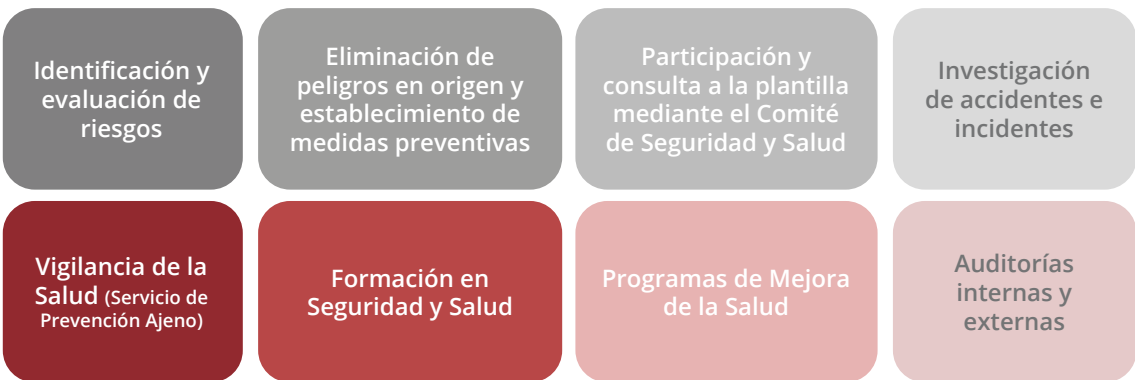 Identificación y
evaluación de
riesgos
Eliminación de
peligros en origen y
establecimiento de
medidas preventivas
Participación y
consulta a la plantilla
mediante el Comité
de Seguridad y Salud
Investigación
de accidentes e
incidentes
Vigilancia de la
Salud (Servicio de
Prevención Ajeno)
Formación en
Seguridad y Salud
Programas de Mejora
de la Salud
Auditorías
internas y
externas